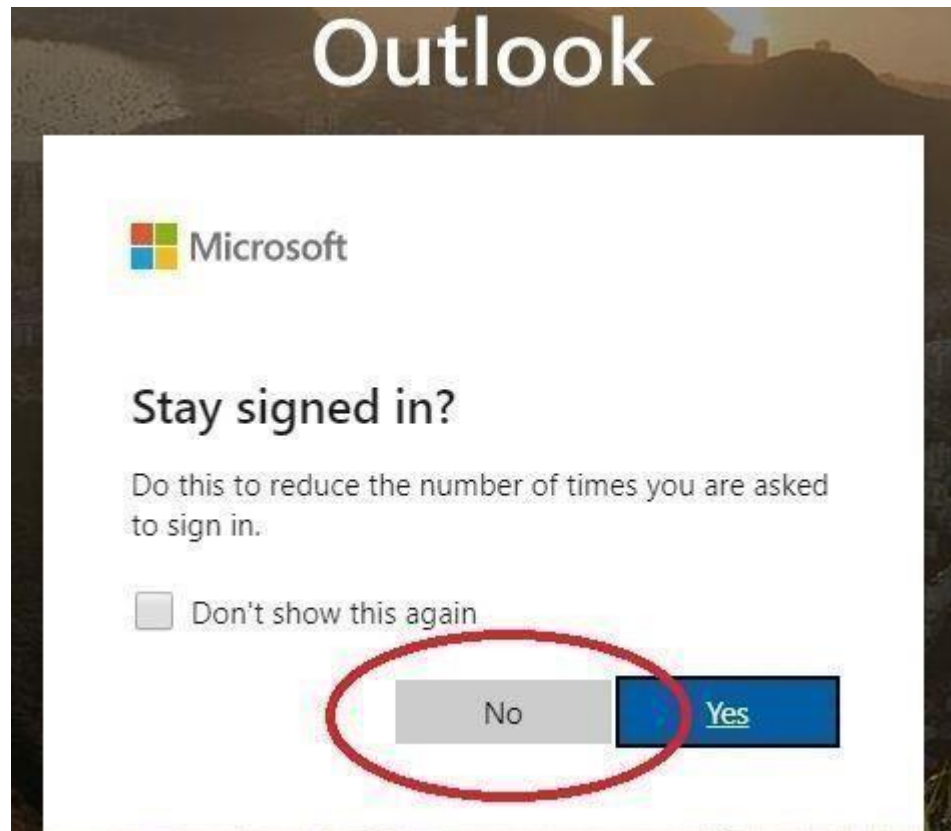 Outlook
Microsoft
Stay signed in?
Do this to reduce the number of times you are asked
to sign in.
Don't show this again
No
Yes